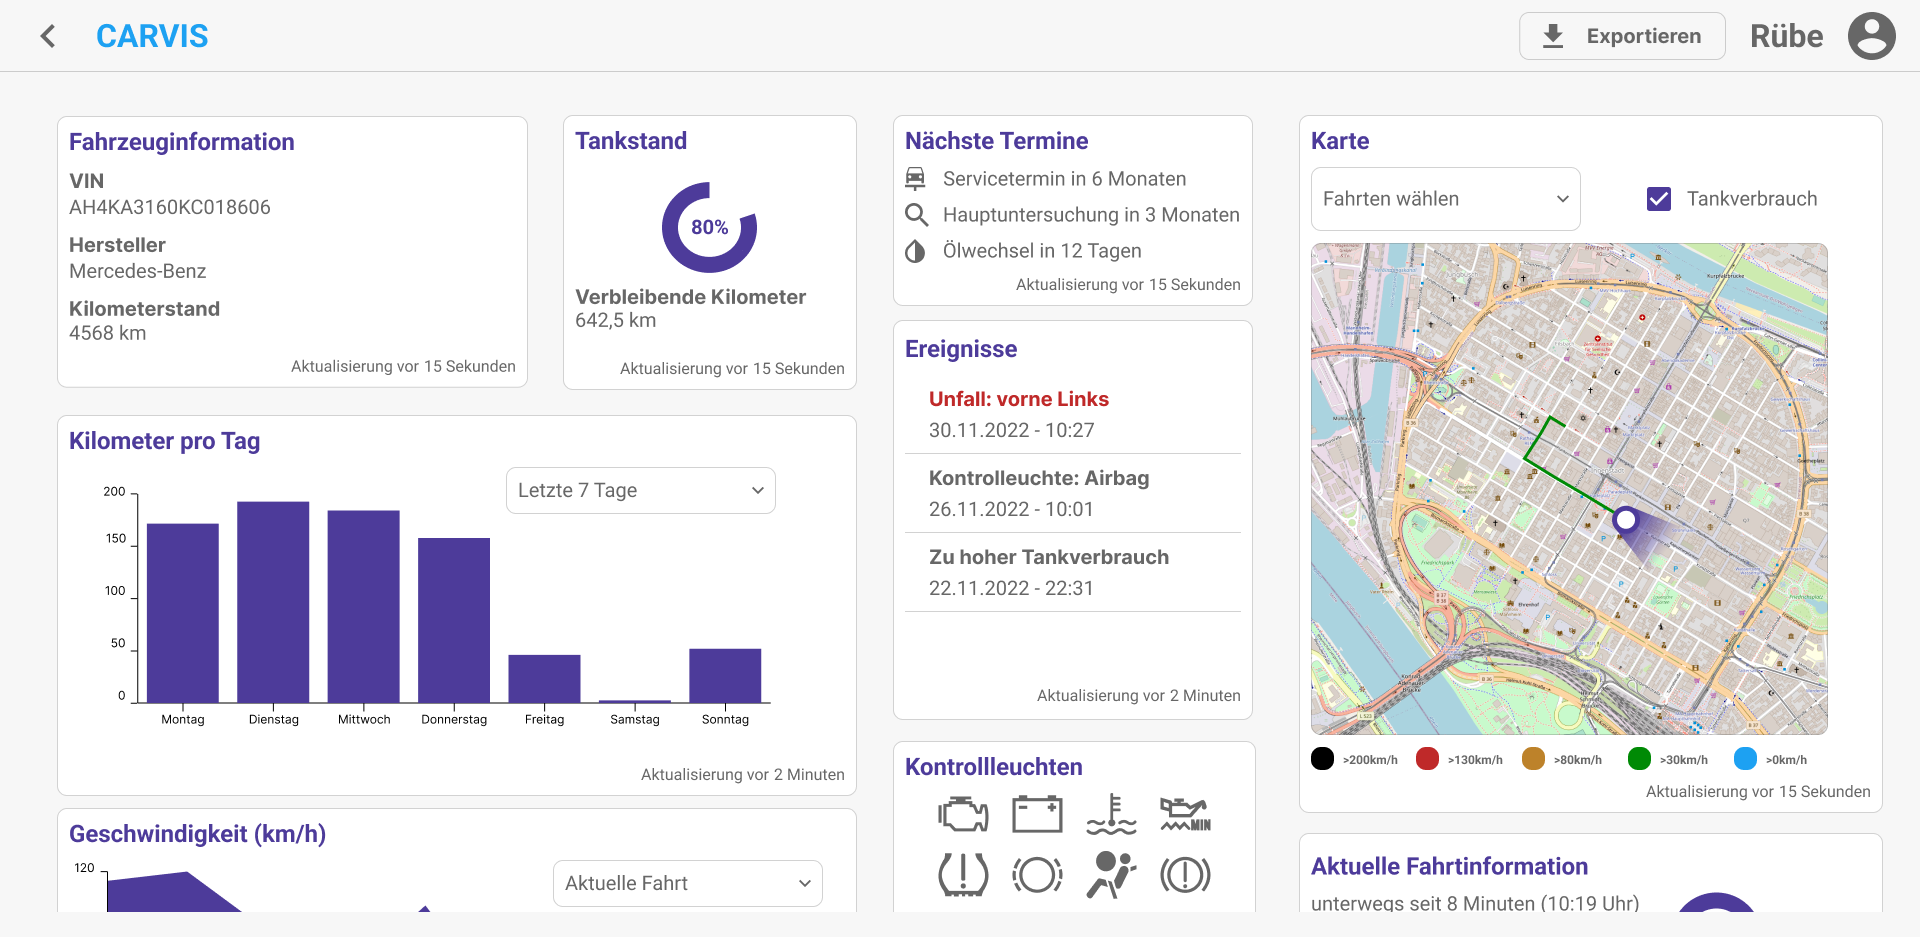 CARVIS
Exportieren
Rübe
Fahrzeuginformation
VIN
AH4KA3160KC018606
Hersteller
Mercedes-Benz
Kilometerstand
4568 km
Aktualisierung vor 15 Sekunden
Tankstand
80%
Verbleibende Kilometer
642,5 km
Aktualisierung vor 15 Sekunden
Nächste Termine
Servicetermin in 6 Monaten
Hauptuntersuchung in 3 Monaten
Ölwechsel in 12 Tagen
Aktualisierung vor 15 Sekunden
Karte
Fahrten wählen
Tankverbrauch
>200km/h
>130km/h
>80km/h
>30km/h
>0km/h
Aktualisierung vor 15 Sekunden
Kilometer pro Tag
Letzte 7 Tage
200
150
100
50
0
Montag
Dienstag
Mittwoch
Donnerstag
Freitag
Samstag
Sonntag
Aktualisierung vor 2 Minuten
Ereignisse
Unfall: vorne Links
30.11.2022 - 10:27
Kontrolleuchte: Airbag
26.11.2022 - 10:01
Zu hoher Tankverbrauch
22.11.2022 - 22:31
Aktualisierung vor 2 Minuten
Geschwindigkeit (km/h)
120
Aktuelle Fahrt
Kontrollleuchten
MIN
Aktuelle Fahrtinformation
unterwegs seit 8 Minuten (10:19 Uhr)